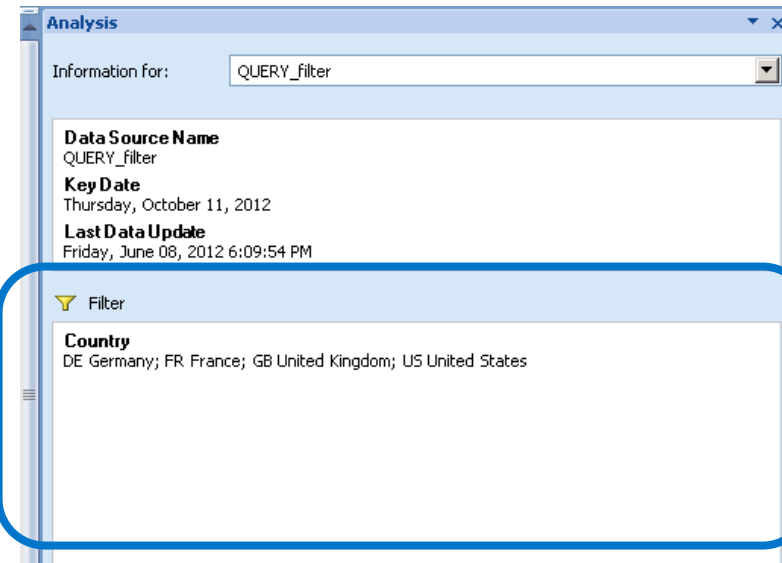 Analysis
Information for: QUERY_filter
Data Source Name
QUERY_filter
Key Date
Thursday, October 11, 2012
Last Data Update
Friday, June 08, 2012 6:09:54 PM
Filter
Country
DE Germany; FR France; GB United Kingdom; US United States